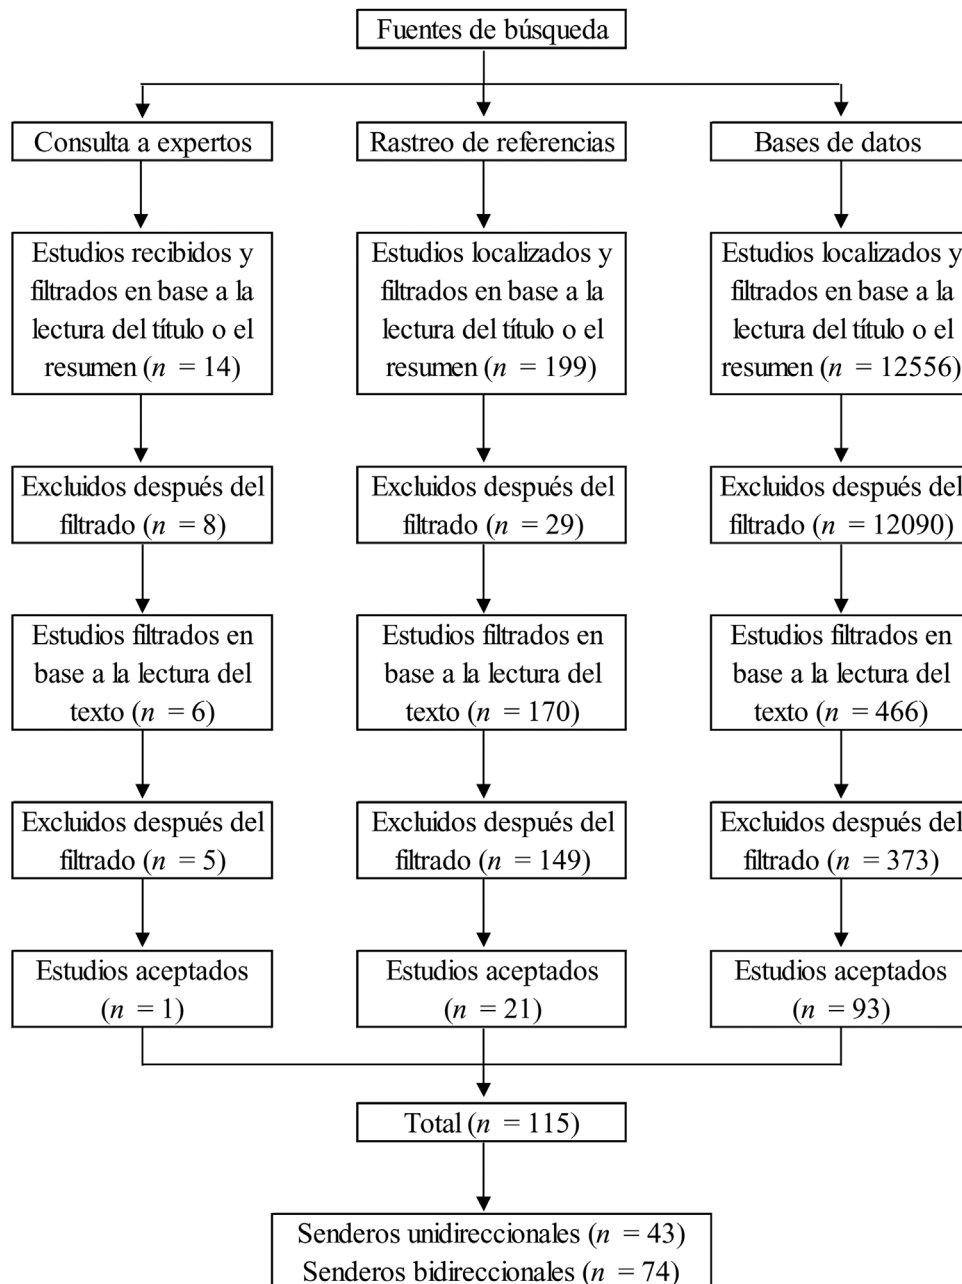 Fuentes de búsqueda
Consulta a expertos
Rastreo de referencias
Bases de datos
Estudios recibidos y
filtrados en base a la
lectura del título o el
resumen (n = 14)
Estudios localizados y
filtrados en base a la
lectura del título o el
resumen (n = 199)
Estudios localizados y
filtrados en base a la
lectura del título o el
resumen (n = 12556)
Excluidos después del
filtrado (n = 8)
Excluidos después del
filtrado (n = 29)
Excluidos después del
filtrado (n = 12090)
Estudios filtrados en
base a la lectura del
texto (n = 6)
Estudios filtrados en
base a la lectura del
texto (n = 170)
Estudios filtrados en
base a la lectura del
texto (n = 466)
Excluidos después del
filtrado (n = 5)
Excluidos después del
filtrado (n = 149)
Excluidos después del
filtrado (n = 373)
Estudios aceptados
(n = 1)
Estudios aceptados
(n = 21)
Estudios aceptados
(n = 93)
Total (n = 115)
Senderos unidireccionales (n = 43)
Senderos bidireccionales (n = 74)